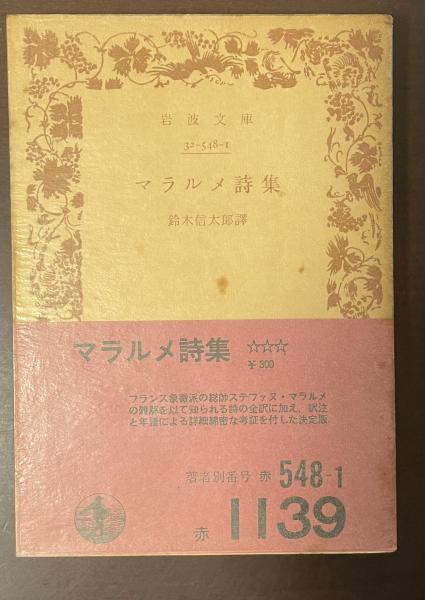 岩波文庫
32-548-1
マラルメ詩集
鈴木信太郎譯
マラルメ詩集 ☆☆☆
¥300
フランス象徴派の総帥ステファヌ・マラルメ
の難解を以て知られる詩の全訳に加え、訳注
と年譜による詳細綿密な考証を付した決定版
著者別番号 赤 548-1
赤 1139